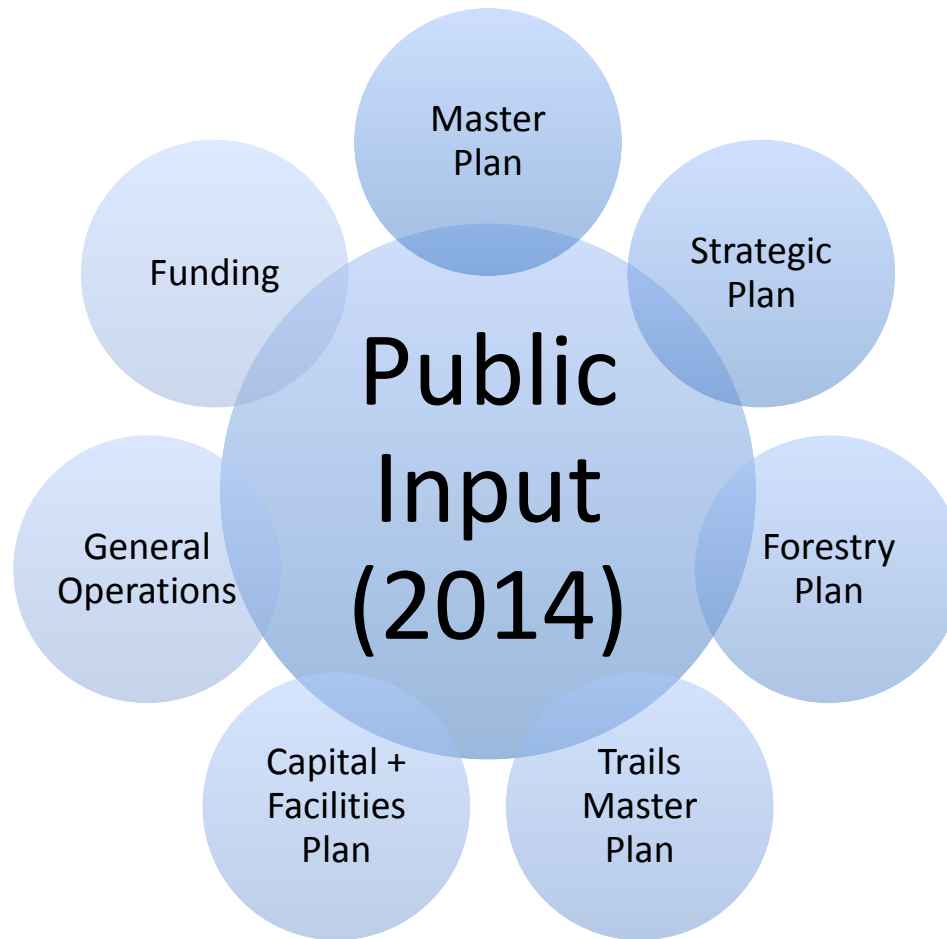 Master
Plan
Strategic
Plan
Forestry
Plan
Trails
Master
Plan
Capital +
Facilities
Plan
General
Operations
Funding
Public
Input
(2014)